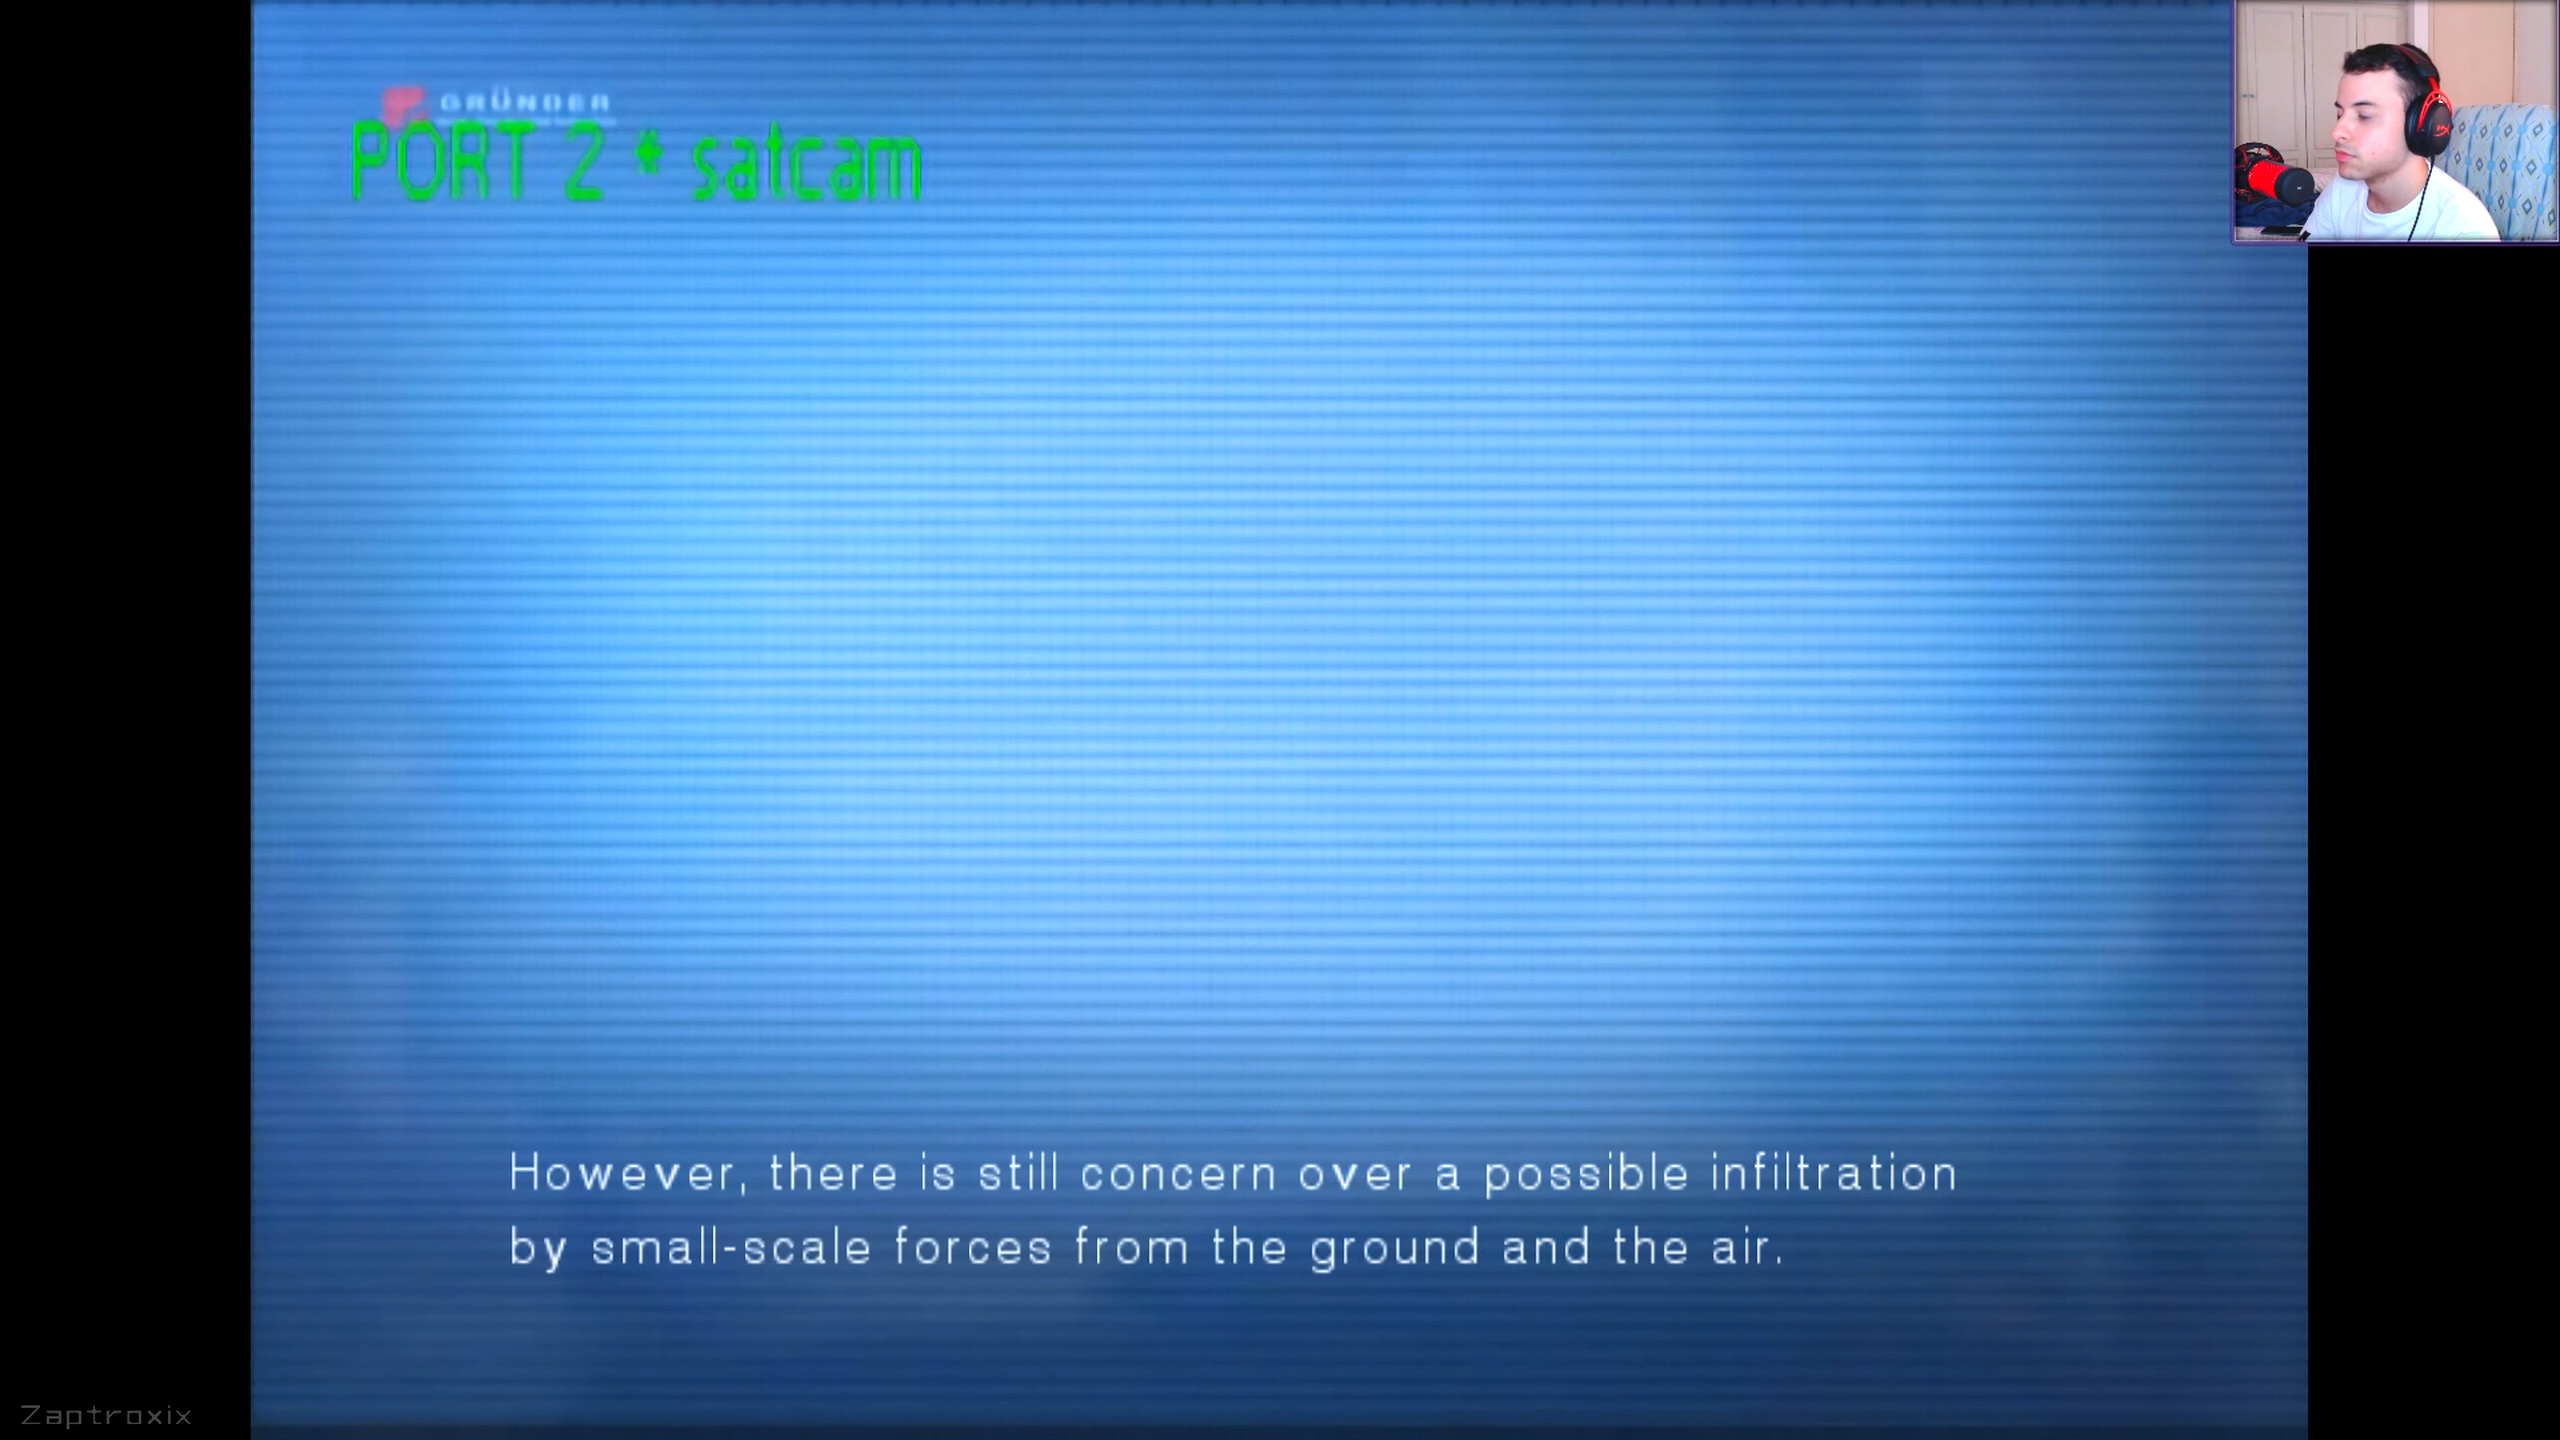 GRÜNDER
PORT 2 * satcam
However, there is still concern over a possible infiltration
by small-scale forces from the ground and the air.
Zaptroxix